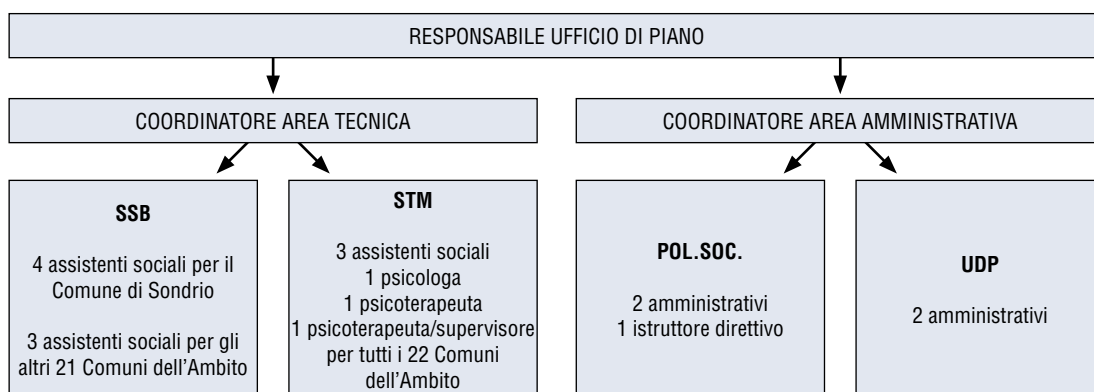 RESPONSABILE UFFICIO DI PIANO
COORDINATORE AREA TECNICA
COORDINATORE AREA AMMINISTRATIVA
SSB
4 assistenti sociali per il
Comune di Sondrio
3 assistenti sociali per gli
altri 21 Comuni dell'Ambito
STM
3 assistenti sociali
1 psicologa
1 psicoterapeuta
1 psicoterapeuta/supervisore
per tutti i 22 Comuni
dell'Ambito
POL.SOC.
2 amministrativi
1 istruttore direttivo
UDP
2 amministrativi